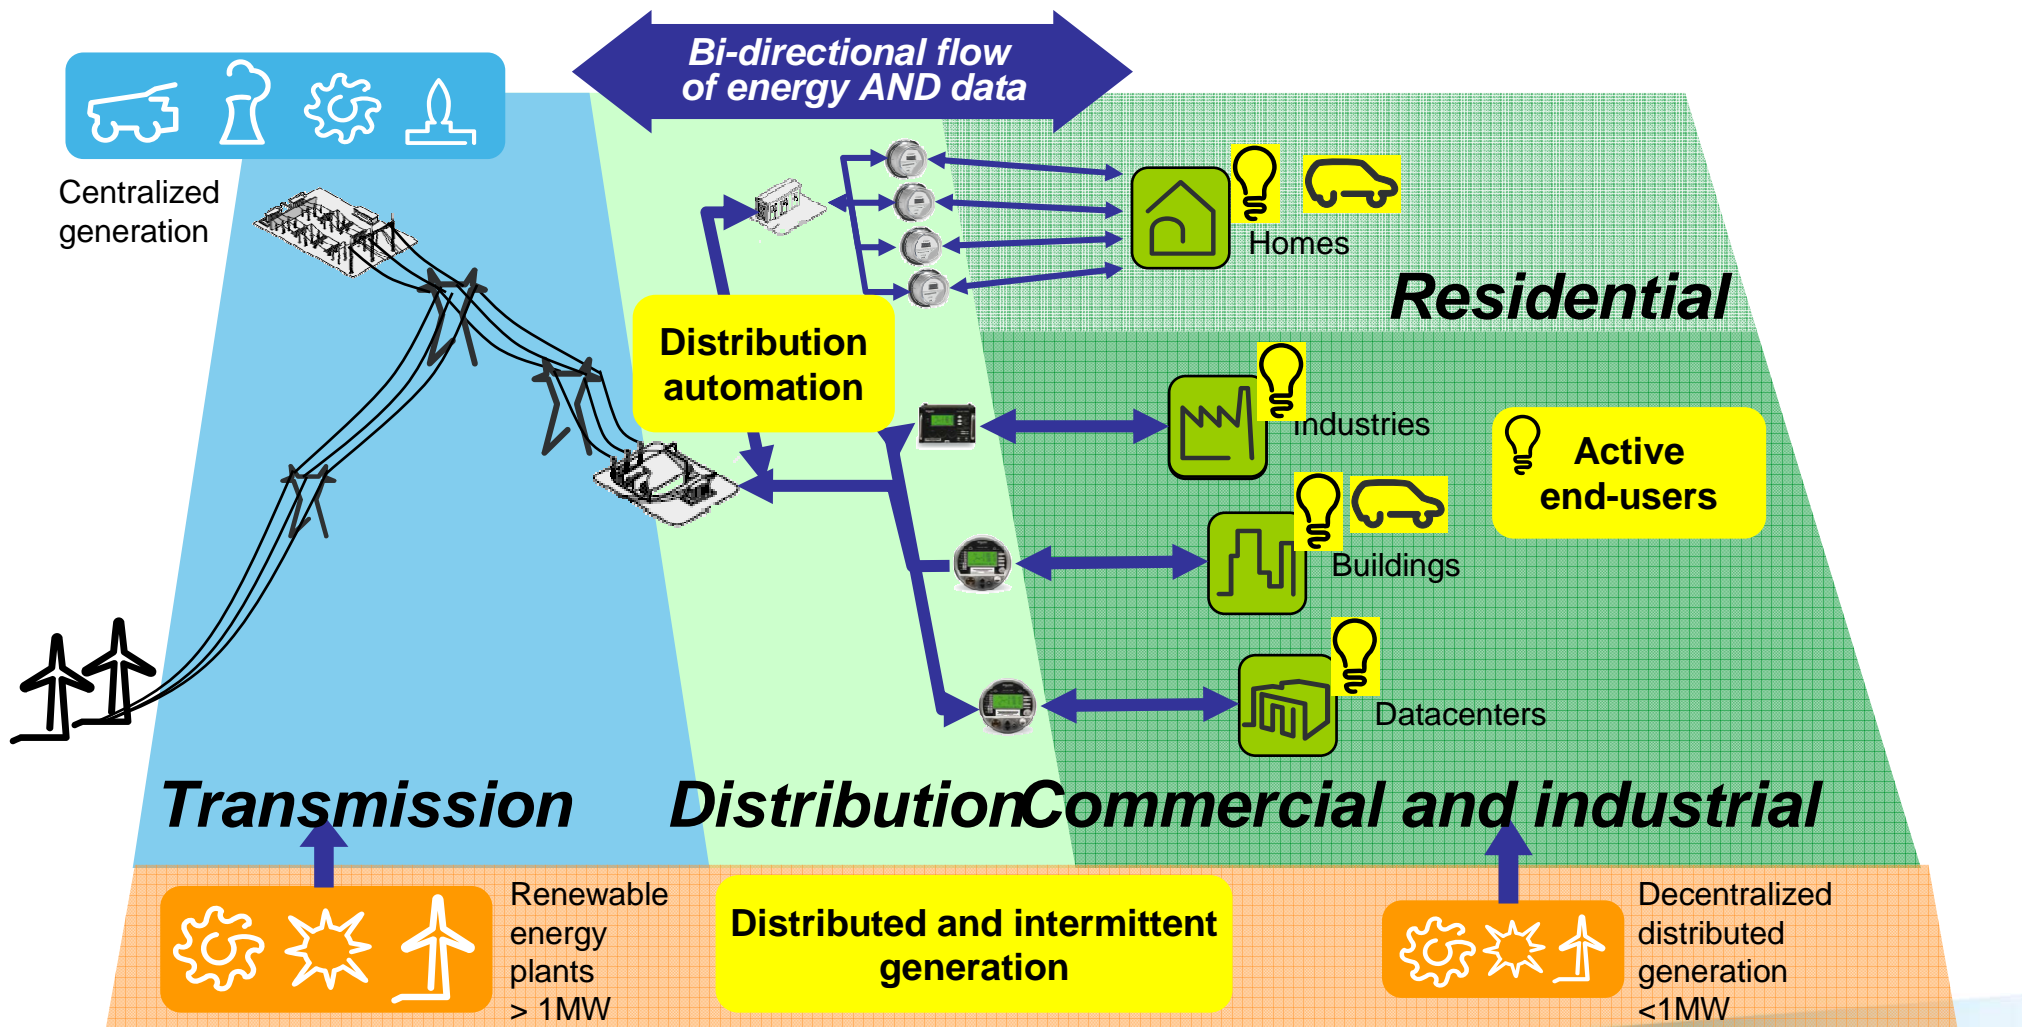 Bi-directional flow
of energy AND data
Centralized
generation
Homes
Residential
Distribution
automation
Industries
Active
end-users
Buildings
Datacenters
Transmission
Distribution
Commercial and industrial
Renewable
energy
plants
> 1MW
Distributed and intermittent
generation
Decentralized
distributed
generation
<1MW